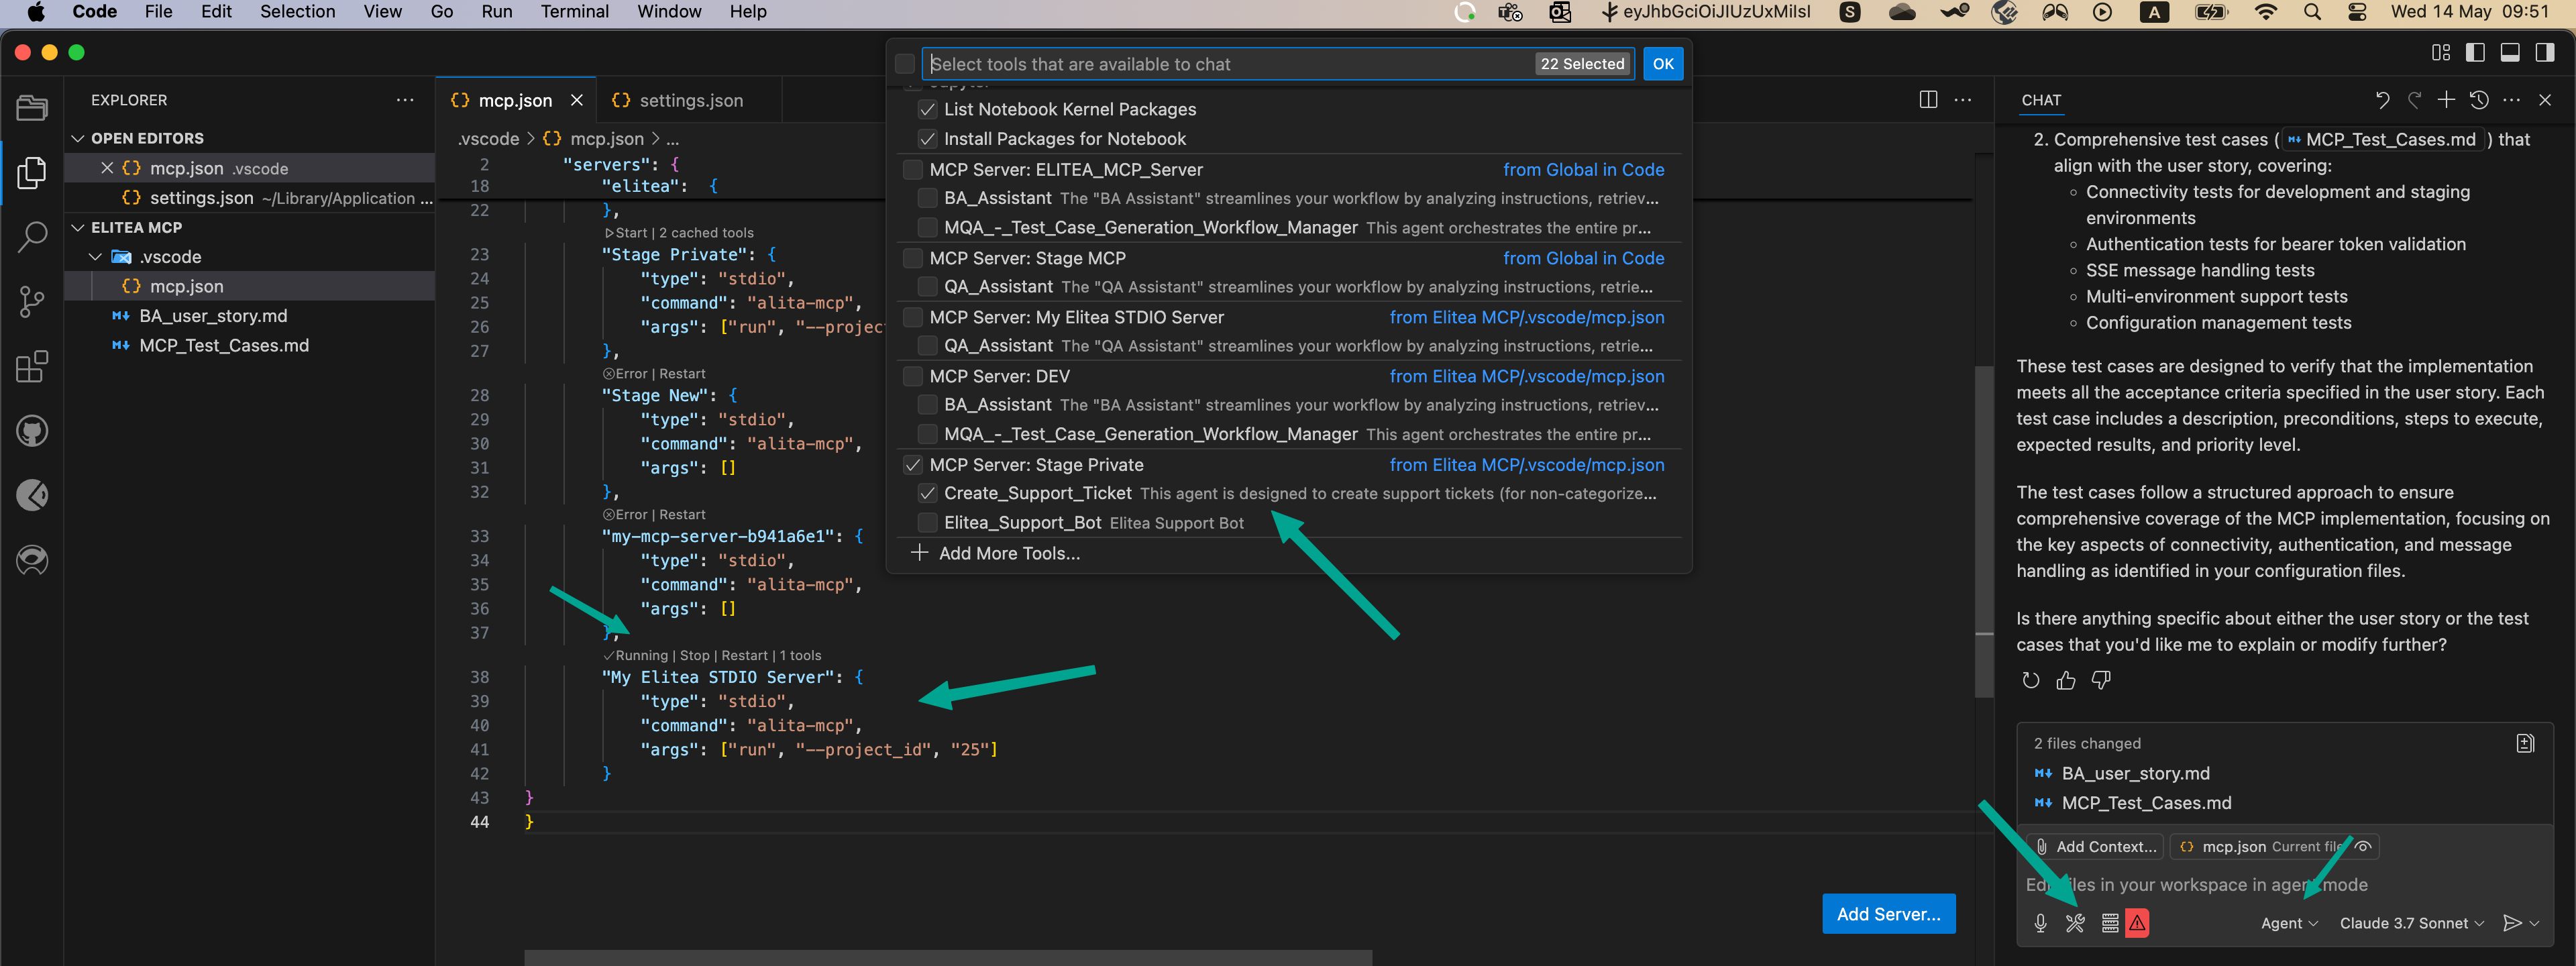 Code File Edit Selection View Go Run Terminal Window Help
eyJhbGciOiJIUzUxMiIsI
S
A
Wed 14 May 09:51
EXPLORER
OPEN EDITORS
mcp.json .vscode
settings.json ~/Library/Application ...
ELITEA MCP
.vscode
mcp.json
BA_user_story.md
MCP_Test_Cases.md
mcp.json
settings.json
.vscode > {} mcp.json > ...
2 "servers": {
18 "elitea": {
22 },
Start | 2 cached tools
23 "Stage Private": {
24 "type": "stdio",
25 "command": "alita-mcp",
26 "args": ["run", "--project
27 },
Error | Restart
28 "Stage New": {
29 "type": "stdio",
30 "command": "alita-mcp",
31 "args": []
32 },
Error | Restart
33 "my-mcp-server-b941a6e1": {
34 "type": "stdio",
35 "command": "alita-mcp",
36 "args": []
37 },
Running | Stop | Restart | 1 tools
38 "My Elitea STDIO Server": {
39 "type": "stdio",
40 "command": "alita-mcp",
41 "args": ["run", "--project_id", "25"]
42 }
43 }
44 }
Add Server...
Select tools that are available to chat
22 Selected
OK
List Notebook Kernel Packages
Install Packages for Notebook
MCP Server: ELITEA_MCP_Server from Global in Code
BA_Assistant The "BA Assistant" streamlines your workflow by analyzing instructions, retriev...
MQA_-_Test_Case_Generation_Workflow_Manager This agent orchestrates the entire pr...
MCP Server: Stage MCP from Global in Code
QA_Assistant The "QA Assistant" streamlines your workflow by analyzing instructions, retrie...
MCP Server: My Elitea STDIO Server from Elitea MCP/.vscode/mcp.json
QA_Assistant The "QA Assistant" streamlines your workflow by analyzing instructions, retrie...
MCP Server: DEV from Elitea MCP/.vscode/mcp.json
BA_Assistant The "BA Assistant" streamlines your workflow by analyzing instructions, retriev...
MQA_-_Test_Case_Generation_Workflow_Manager This agent orchestrates the entire pr...
MCP Server: Stage Private from Elitea MCP/.vscode/mcp.json
Create_Support_Ticket This agent is designed to create support tickets (for non-categorize...
Elitea_Support_Bot Elitea Support Bot
Add More Tools...
CHAT
2. Comprehensive test cases ( MCP_Test_Cases.md ) that
align with the user story, covering:
Connectivity tests for development and staging
environments
Authentication tests for bearer token validation
SSE message handling tests
Multi-environment support tests
Configuration management tests
These test cases are designed to verify that the implementation
meets all the acceptance criteria specified in the user story. Each
test case includes a description, preconditions, steps to execute,
expected results, and priority level.
The test cases follow a structured approach to ensure
comprehensive coverage of the MCP implementation, focusing on
the key aspects of connectivity, authentication, and message
handling as identified in your configuration files.
Is there anything specific about either the user story or the test
cases that you'd like me to explain or modify further?
2 files changed
BA_user_story.md
MCP_Test_Cases.md
Add Context...
mcp.json Current file
files in your workspace in agent mode
Agent
Claude 3.7 Sonnet